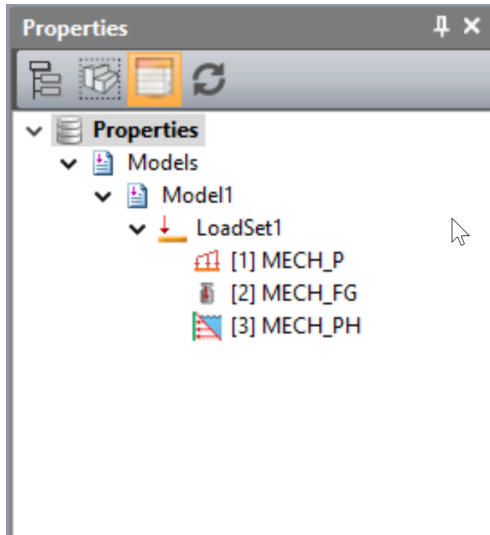 Properties
Properties
Models
Model1
LoadSet1
[1] MECH_P
[2] MECH_FG
[3] MECH_PH